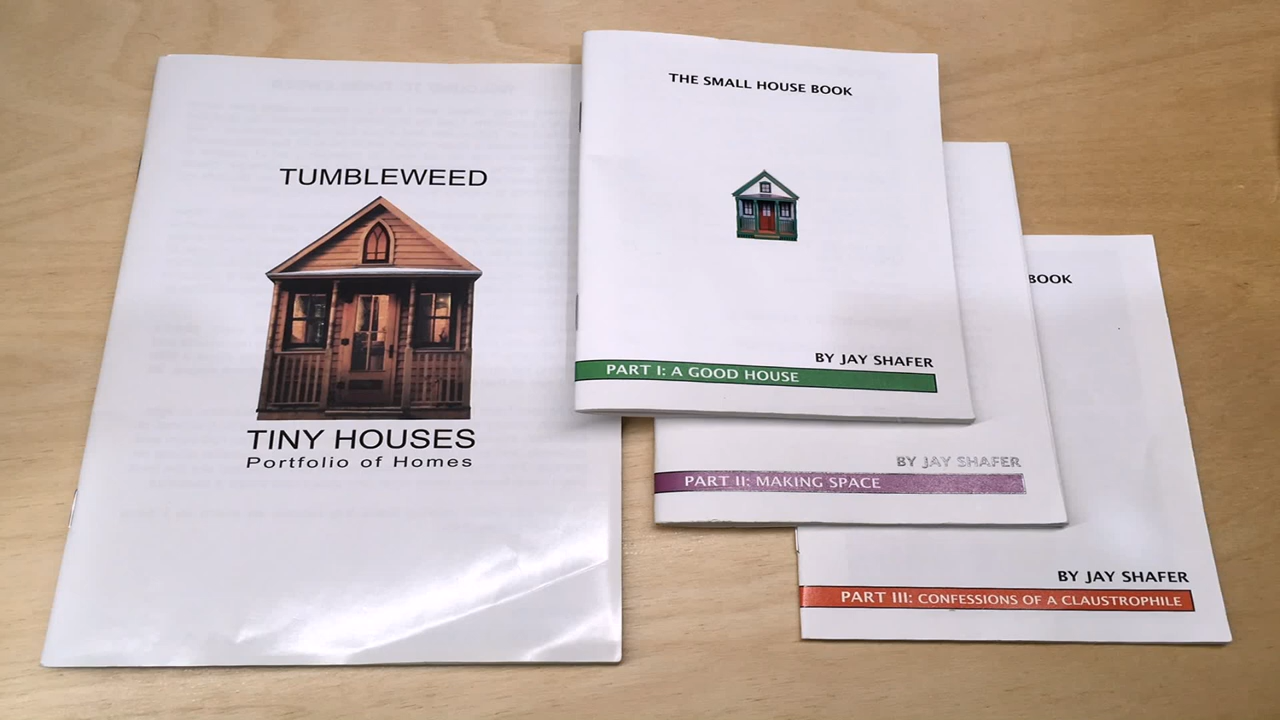 TUMBLEWEED
TINY HOUSES
Portfolio of Homes
THE SMALL HOUSE BOOK
BY JAY SHAFER
PART I: A GOOD HOUSE
BY JAY SHAFER
PART II: MAKING SPACE
BOOK
BY JAY SHAFER
PART III: CONFESSIONS OF A CLAUSTROPHILE